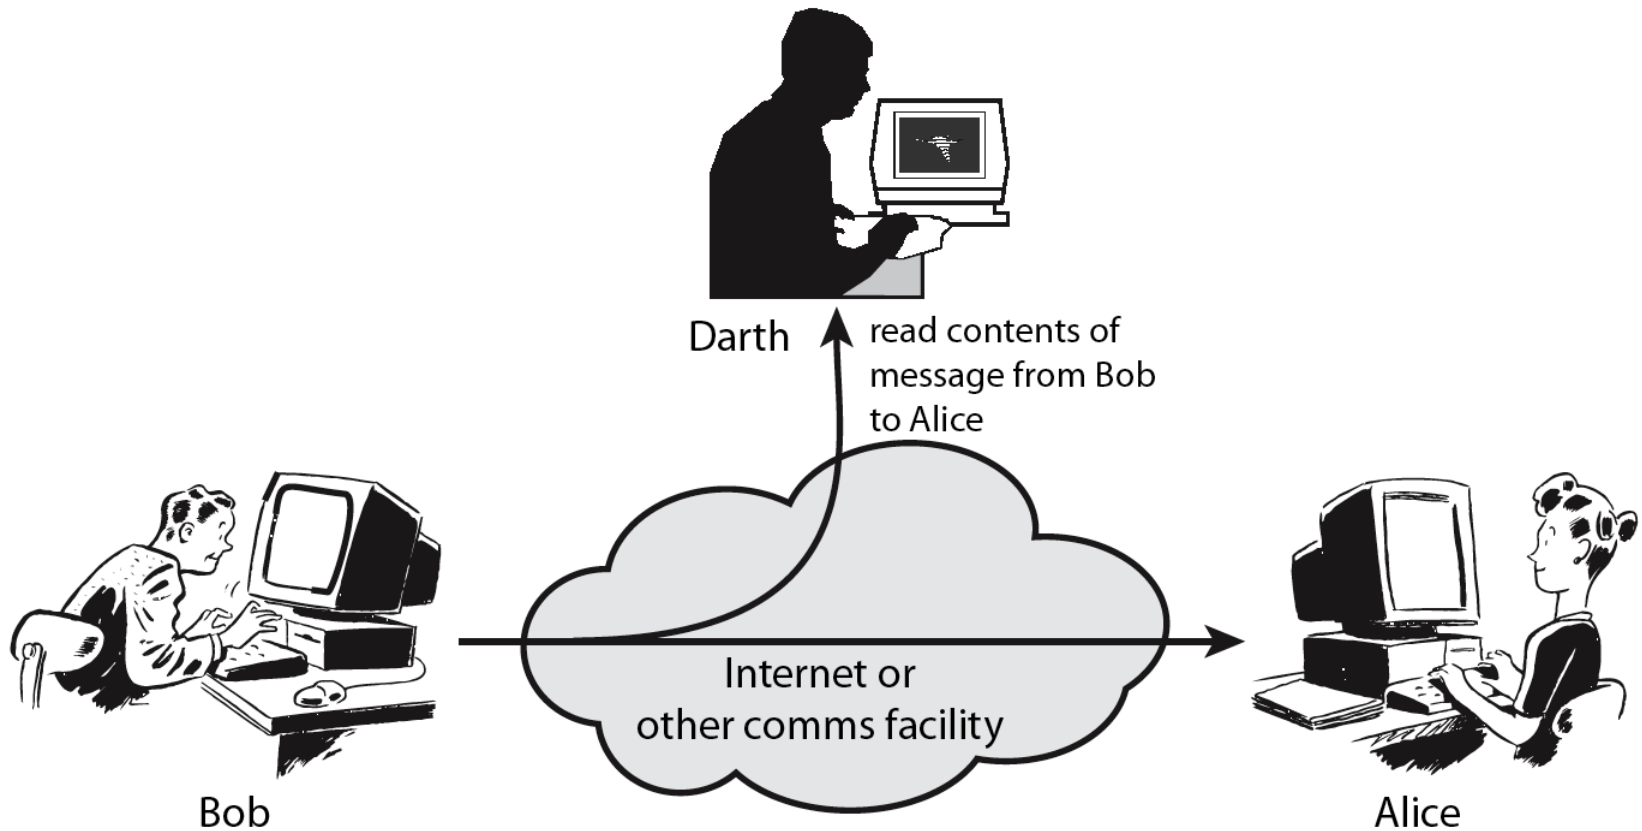 Darth
read contents of
message from Bob
to Alice
Internet or
other comms facility
Bob
Alice